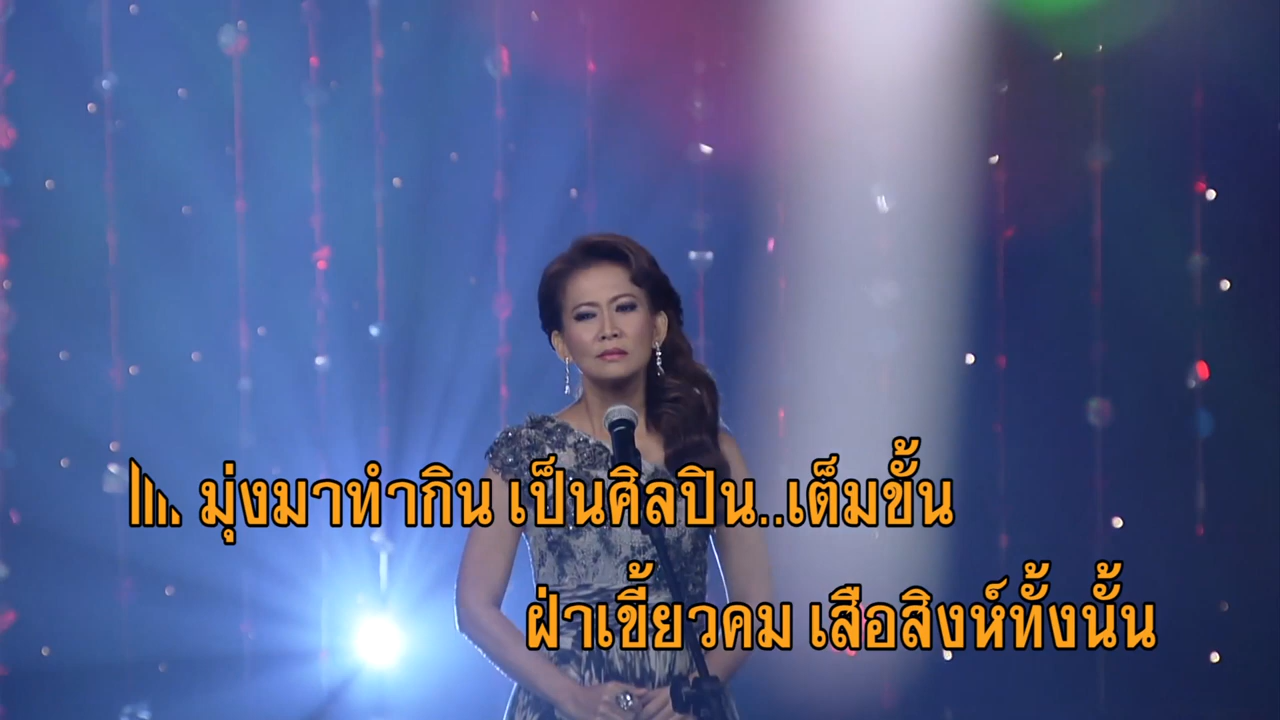 มุ่งมาทำกิน เป็นศิลปิน..เต็มขั้น
ฝ่าเขี้ยวคม เสือสิงห์ทั้งนั้น